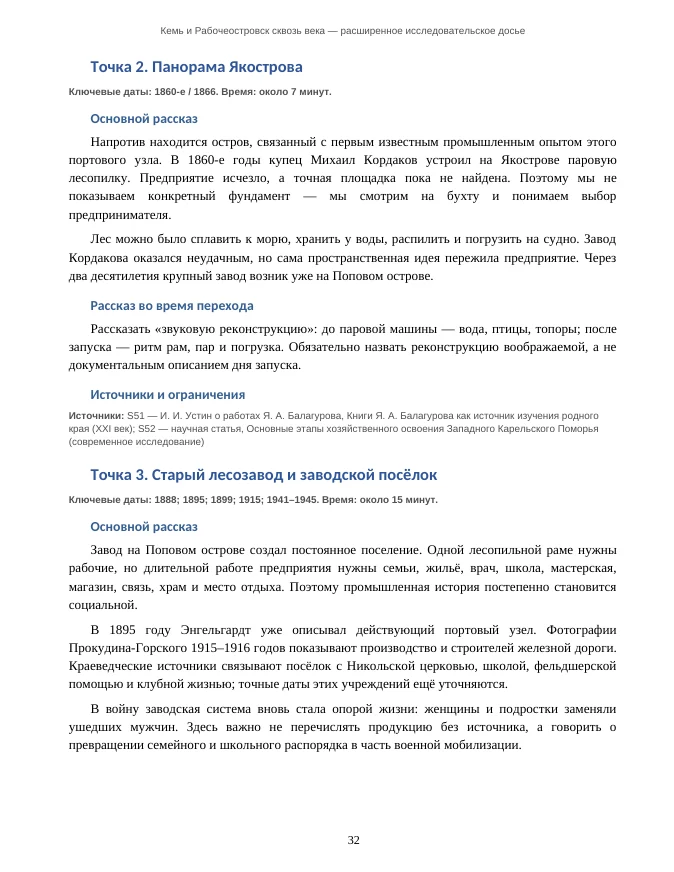 Кемь и Рабочеостровск сквозь века — расширенное исследовательское досье
Точка 2. Панорама Якострова
Ключевые даты: 1860-е / 1866. Время: около 7 минут.
Основной рассказ
Напротив находится остров, связанный с первым известным промышленным опытом этого
портового узла. В 1860-е годы купец Михаил Кордаков устроил на Якострове паровую
лесопилку. Предприятие исчезло, а точная площадка пока не найдена. Поэтому мы не
показываем конкретный фундамент — мы смотрим на бухту и понимаем выбор
предпринимателя.
Лес можно было сплавить к морю, хранить у воды, распилить и погрузить на судно. Завод
Кордакова оказался неудачным, но сама пространственная идея пережила предприятие. Через
два десятилетия крупный завод возник уже на Поповом острове.
Рассказ во время перехода
Рассказать «звуковую реконструкцию»: до паровой машины — вода, птицы, топоры; после
запуска — ритм рам, пар и погрузка. Обязательно назвать реконструкцию воображаемой, а не
документальным описанием дня запуска.
Источники и ограничения
Источники: S51 — И. И. Устин о работах Я. А. Балагурова, Книги Я. А. Балагурова как источник изучения родного
края (XXI век); S52 — научная статья, Основные этапы хозяйственного освоения Западного Карельского Поморья
(современное исследование)
Точка 3. Старый лесозавод и заводской посёлок
Ключевые даты: 1888; 1895; 1899; 1915; 1941–1945. Время: около 15 минут.
Основной рассказ
Завод на Поповом острове создал постоянное поселение. Одной лесопильной раме нужны
рабочие, но длительной работе предприятия нужны семьи, жильё, врач, школа, мастерская,
магазин, связь, храм и место отдыха. Поэтому промышленная история постепенно становится
социальной.
В 1895 году Энгельгардт уже описывал действующий портовый узел. Фотографии
Прокудина-Горского 1915–1916 годов показывают производство и строителей железной дороги.
Краеведческие источники связывают посёлок с Никольской церковью, школой, фельдшерской
помощью и клубной жизнью; точные даты этих учреждений ещё уточняются.
В войну заводская система вновь стала опорой жизни: женщины и подростки заменяли
ушедших мужчин. Здесь важно не перечислять продукцию без источника, а говорить о
превращении семейного и школьного распорядка в часть военной мобилизации.
32